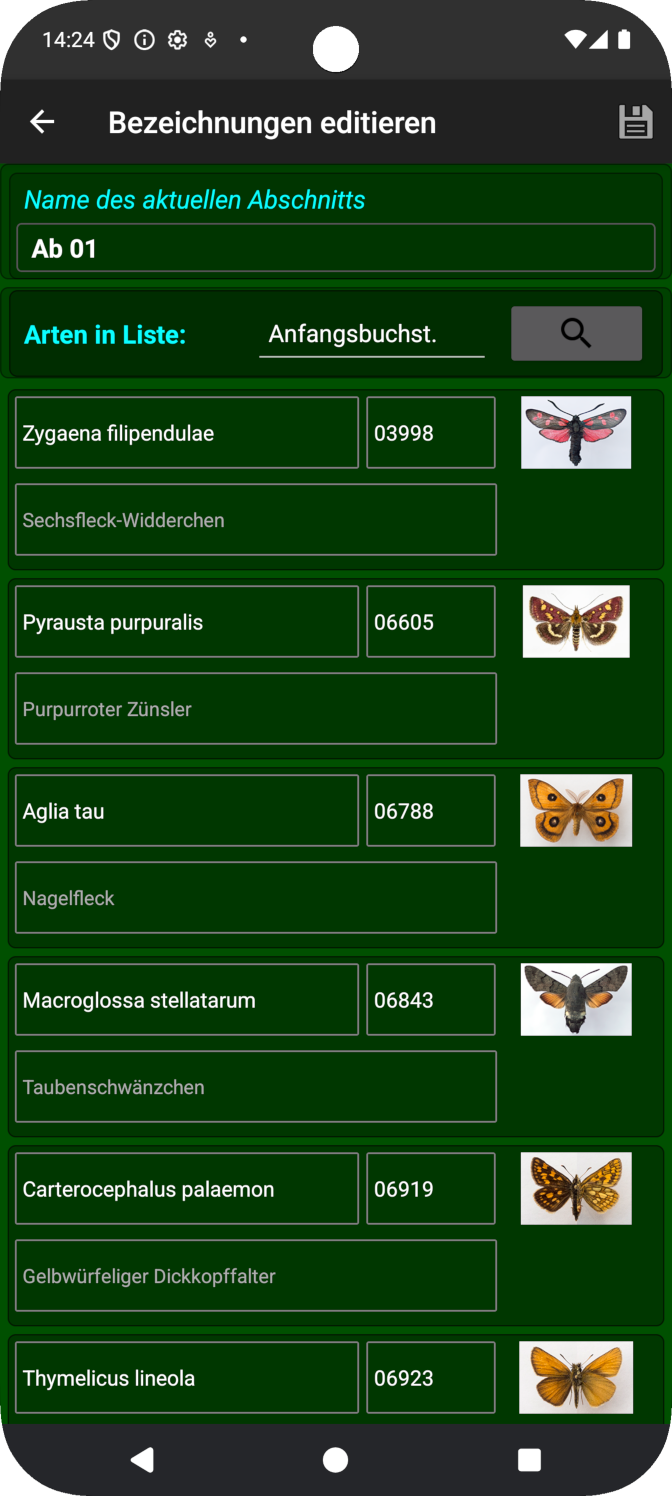 14:24
Bezeichnungen editieren
Name des aktuellen Abschnitts
Ab 01
Arten in Liste: Anfangsbuchst.
Zygaena filipendulae 03998
Sechsfleck-Widderchen
Pyrausta purpuralis 06605
Purpurroter Zünsler
Aglia tau 06788
Nagelfleck
Macroglossa stellatarum 06843
Taubenschwänzchen
Carterocephalus palaemon 06919
Gelbwürfeliger Dickkopffalter
Thymelicus lineola 06923